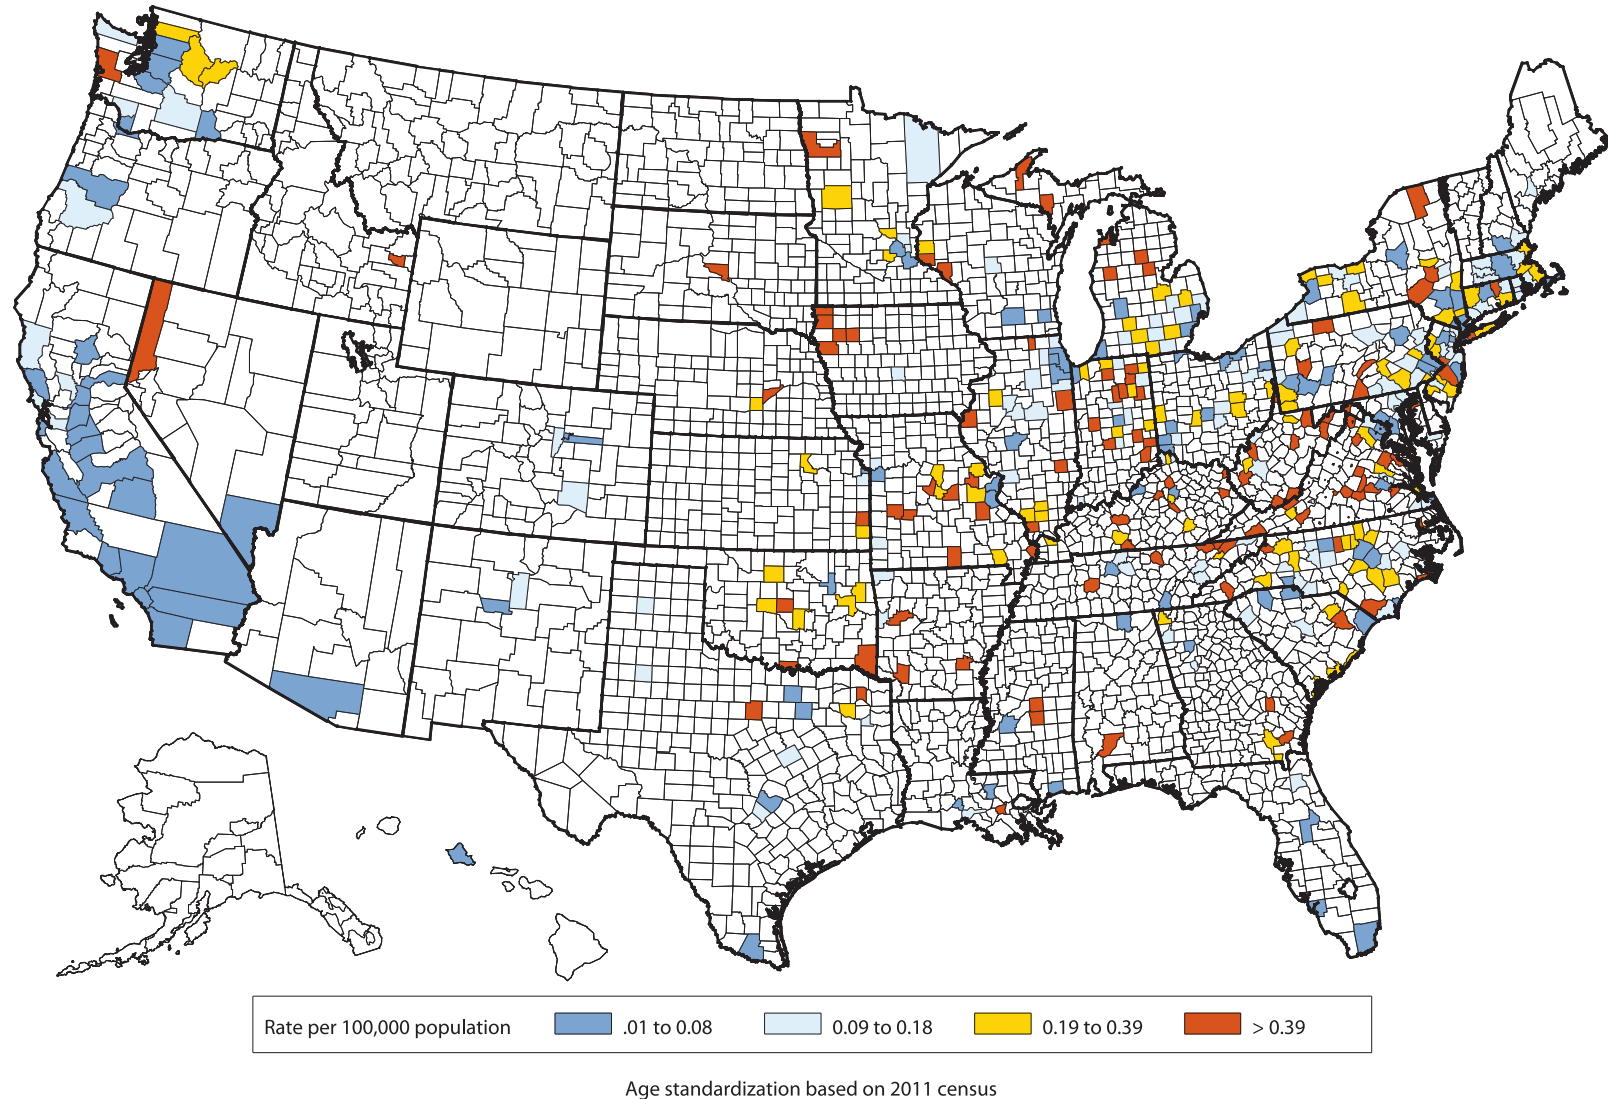 Rate per 100,000 population .01 to 0.08 0.09 to 0.18 0.19 to 0.39 > 0.39
Age standardization based on 2011 census